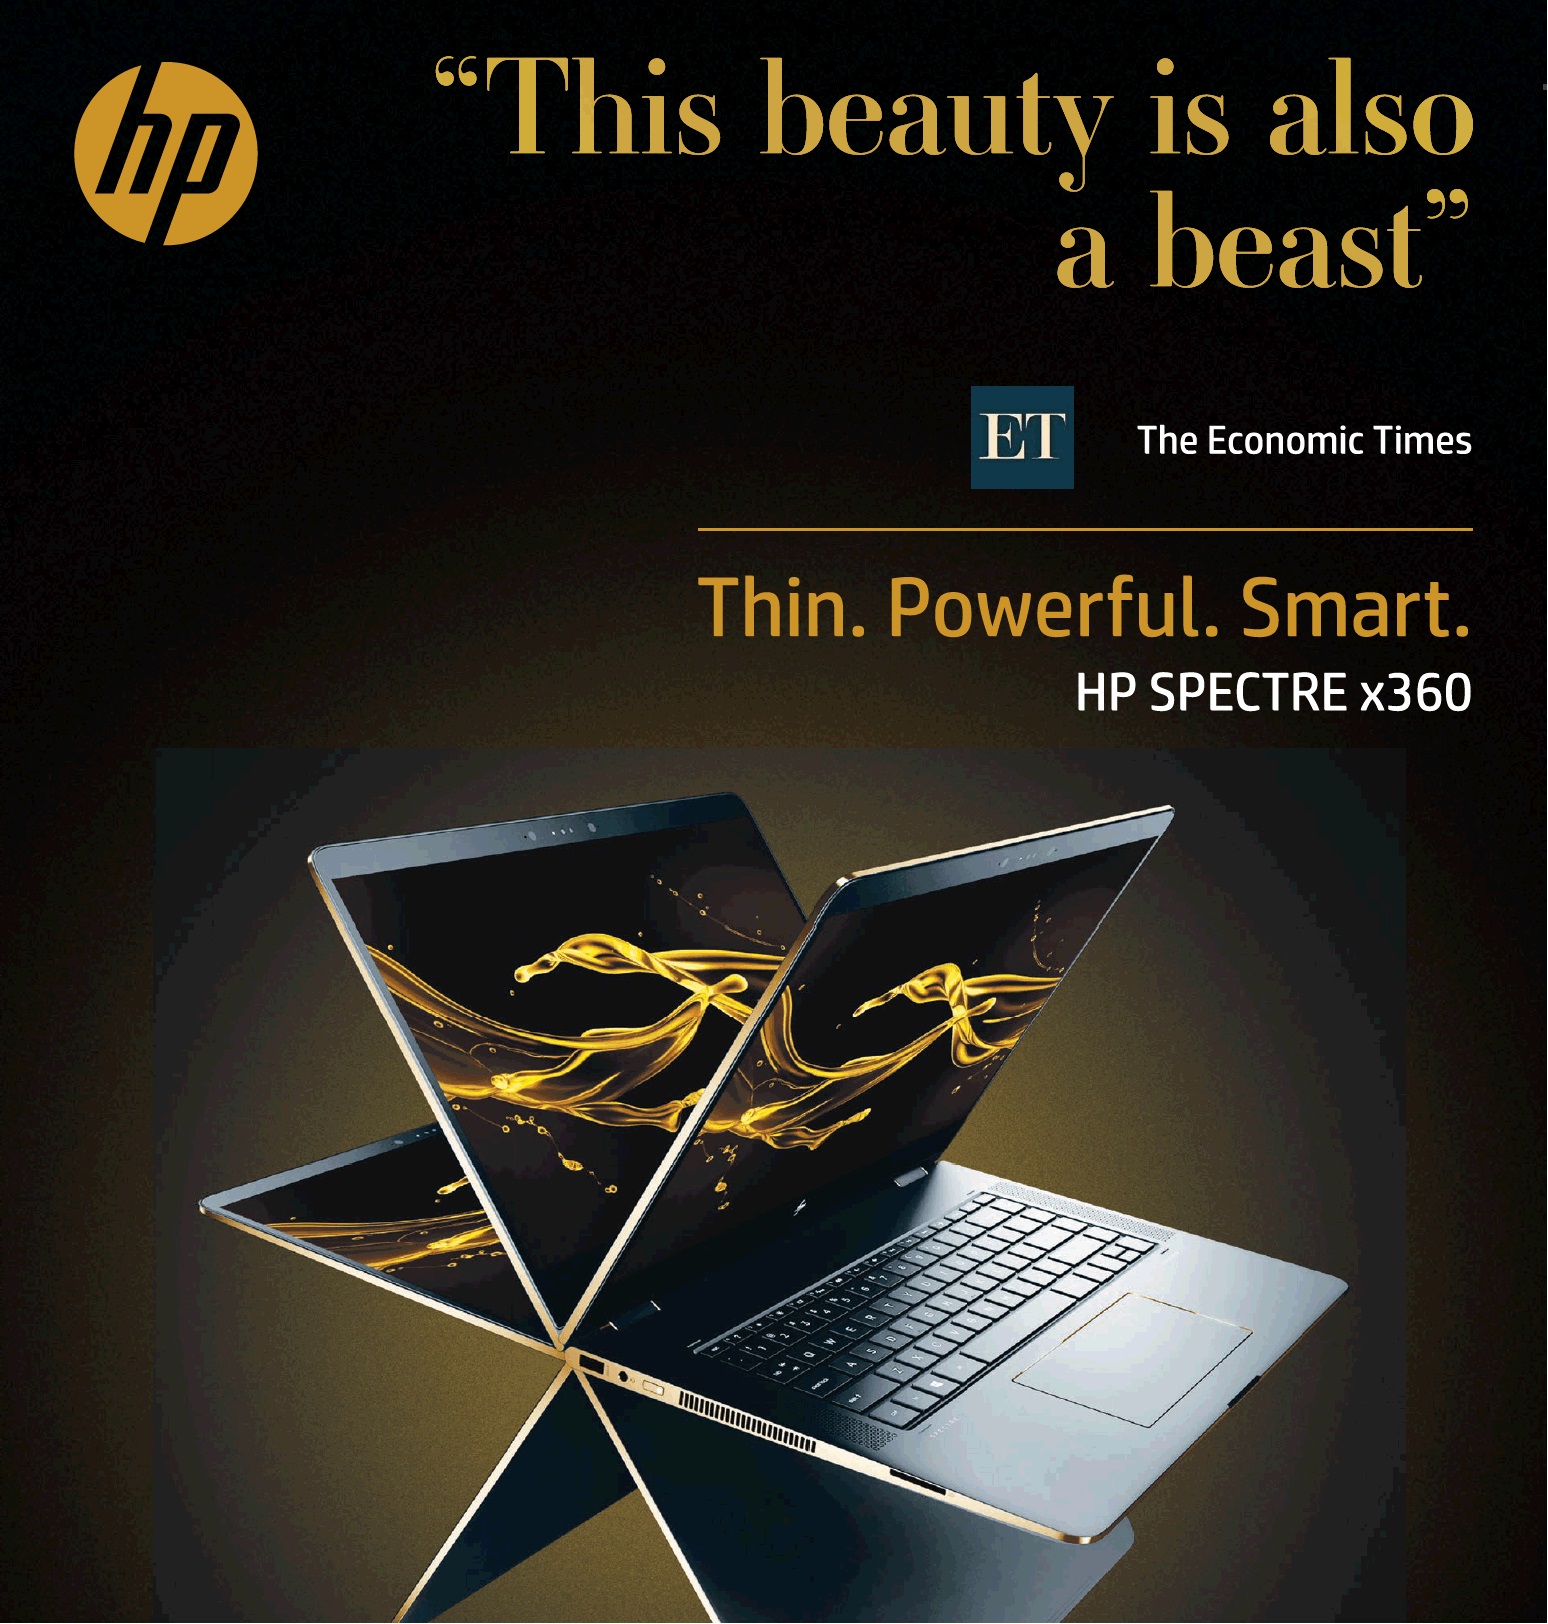 hp
“This beauty is also
a beast”
ET
The Economic Times
Thin. Powerful. Smart.
HP SPECTRE x360